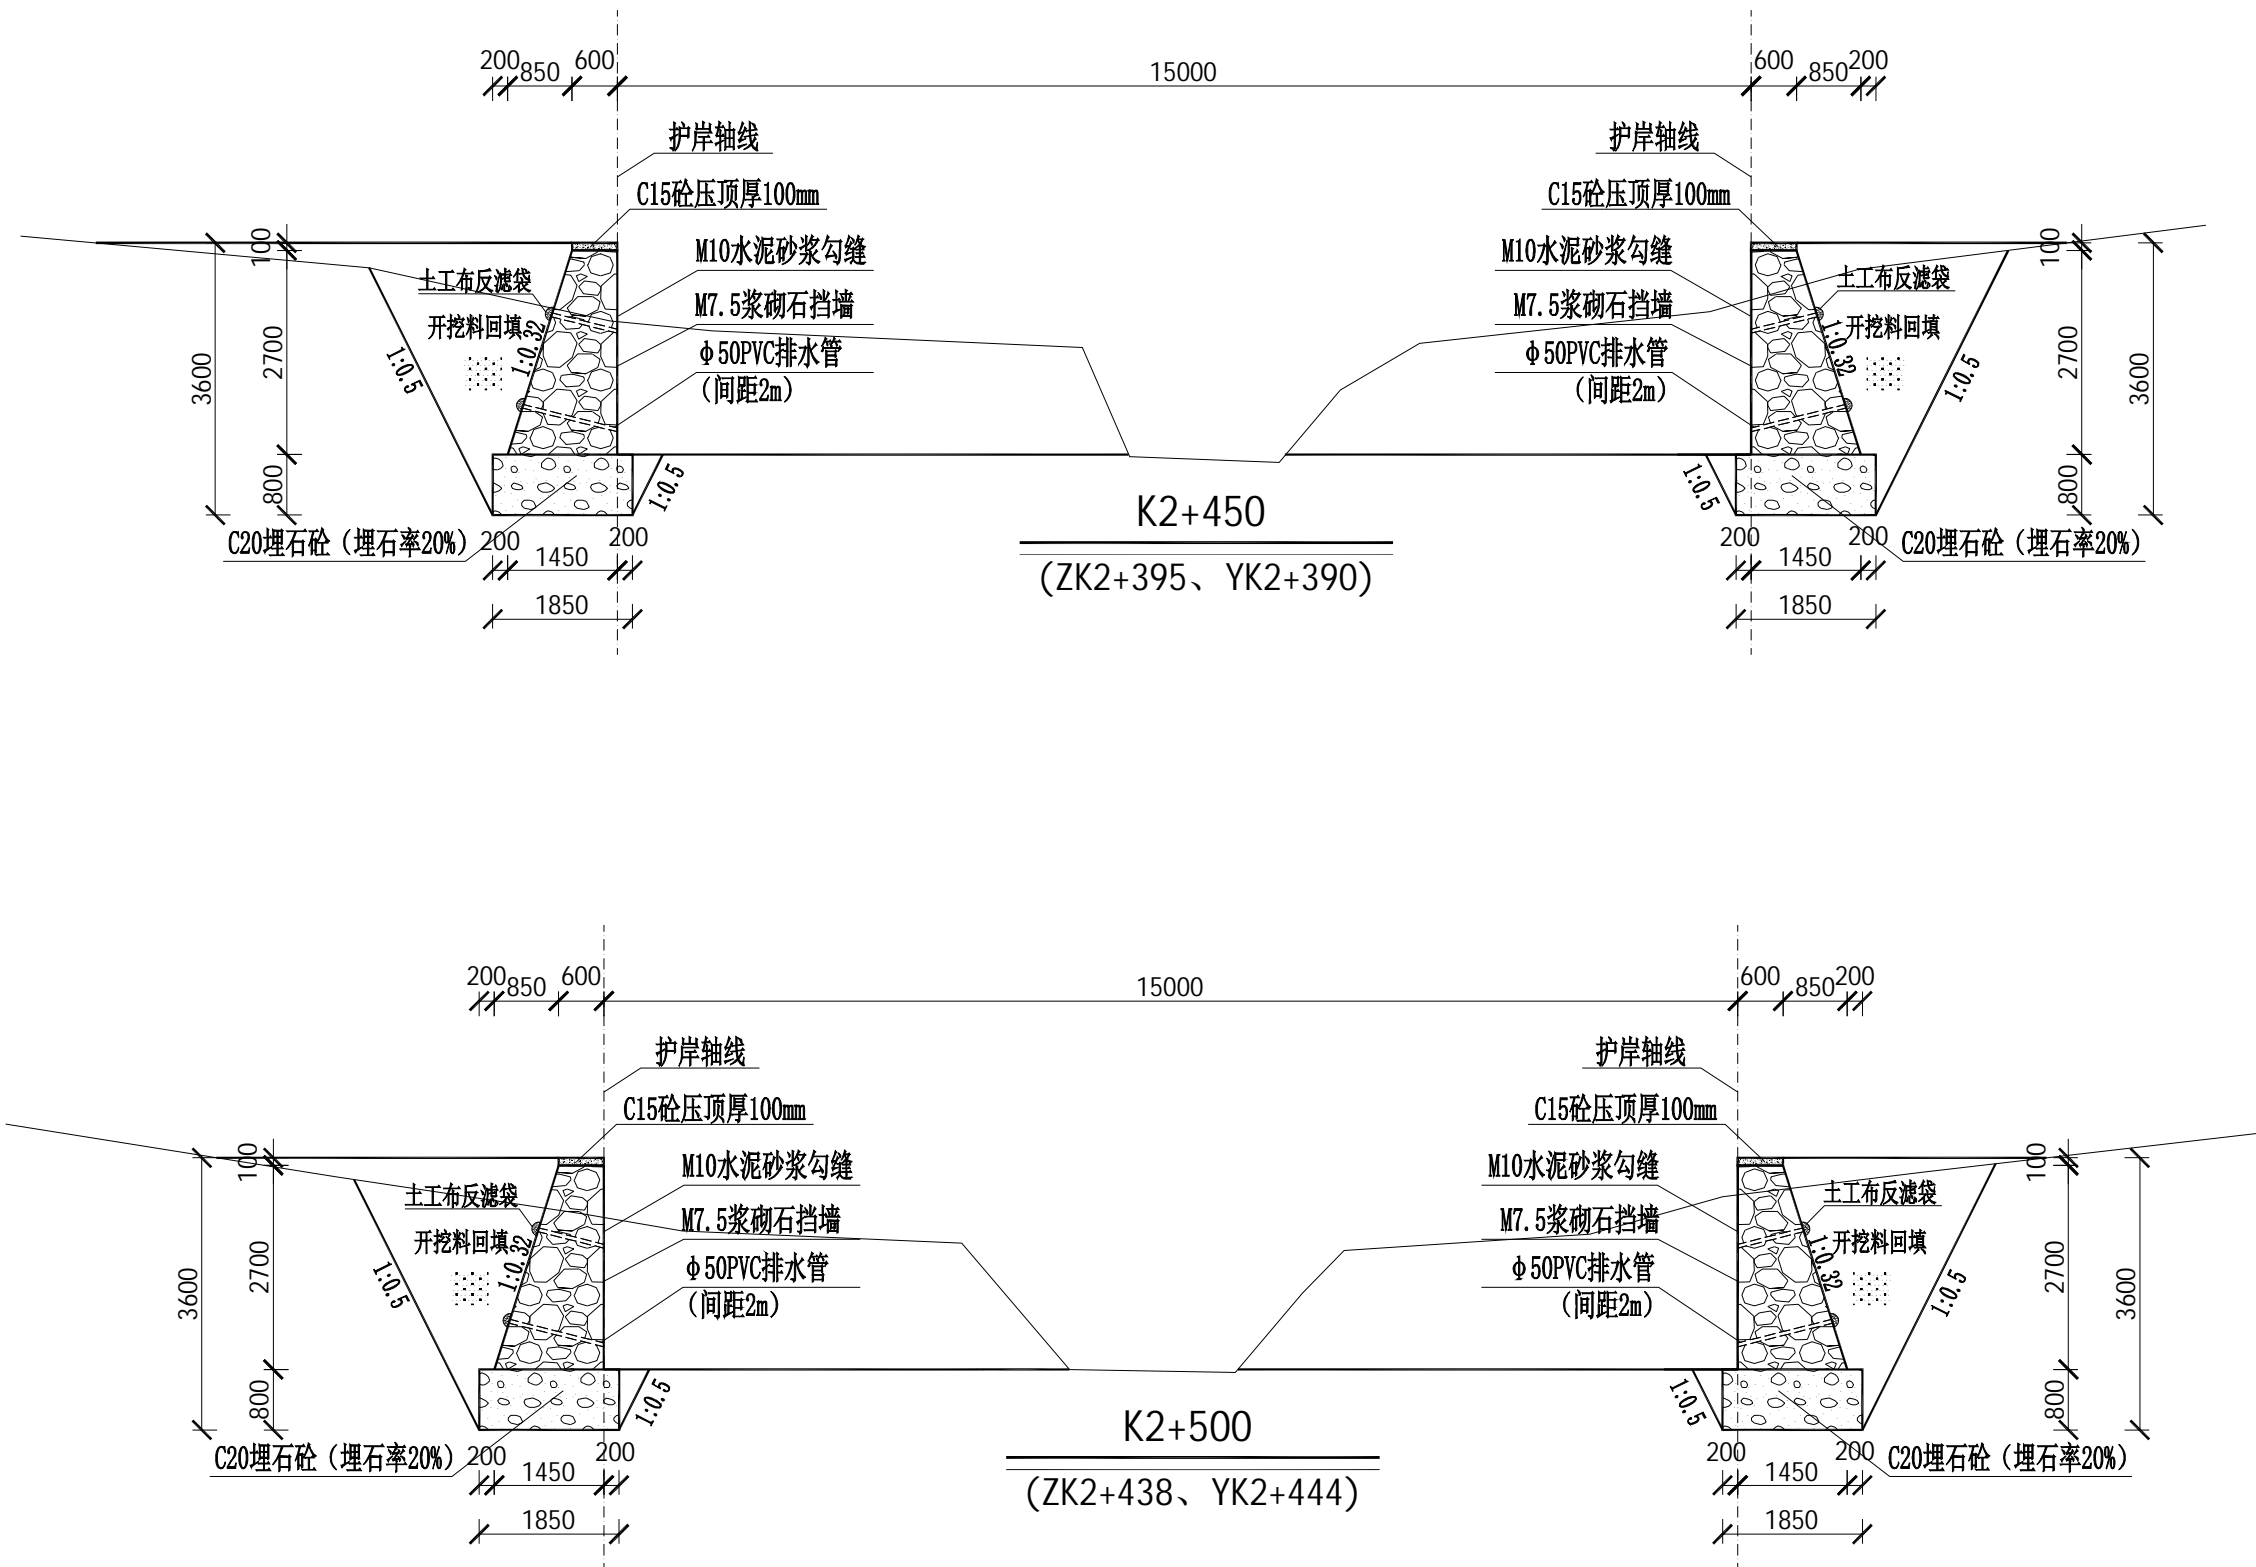 200 850 600 15000 600 850 200
护岸轴线 护岸轴线
C15砼压顶厚100mm C15砼压顶厚100mm
100 M10水泥砂浆勾缝 M10水泥砂浆勾缝 100
土工布反滤袋 M7.5浆砌石挡墙 M7.5浆砌石挡墙 土工布反滤袋
开挖料回填 开挖料回填
3600 2700 1:0.5 1:0.32 φ50PVC排水管 φ50PVC排水管 1:0.32 1:0.5 2700 3600
(间距2m) (间距2m)
800 1:0.5 1:0.5 800
K2+450
C20埋石砼（埋石率20%） 200 1450 200 200 1450 200 C20埋石砼（埋石率20%）
(ZK2+395、YK2+390)
1850 1850
200 850 600 15000 600 850 200
护岸轴线 护岸轴线
C15砼压顶厚100mm C15砼压顶厚100mm
100 M10水泥砂浆勾缝 M10水泥砂浆勾缝 100
土工布反滤袋 M7.5浆砌石挡墙 M7.5浆砌石挡墙 土工布反滤袋
开挖料回填 开挖料回填
3600 2700 1:0.5 1:0.32 φ50PVC排水管 φ50PVC排水管 1:0.32 1:0.5 2700 3600
(间距2m) (间距2m)
800 1:0.5 1:0.5 800
K2+500
C20埋石砼（埋石率20%） 200 1450 200 200 1450 200 C20埋石砼（埋石率20%）
(ZK2+438、YK2+444)
1850 1850